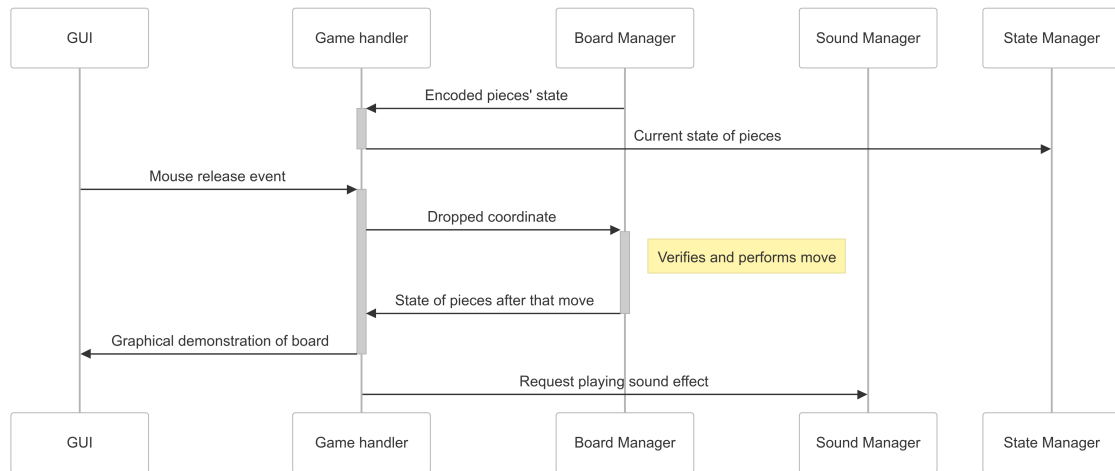 GUI
Game handler
Board Manager
Sound Manager
State Manager
Encoded pieces' state
Current state of pieces
Mouse release event
Dropped coordinate
Verifies and performs move
State of pieces after that move
Graphical demonstration of board
Request playing sound effect
GUI
Game handler
Board Manager
Sound Manager
State Manager